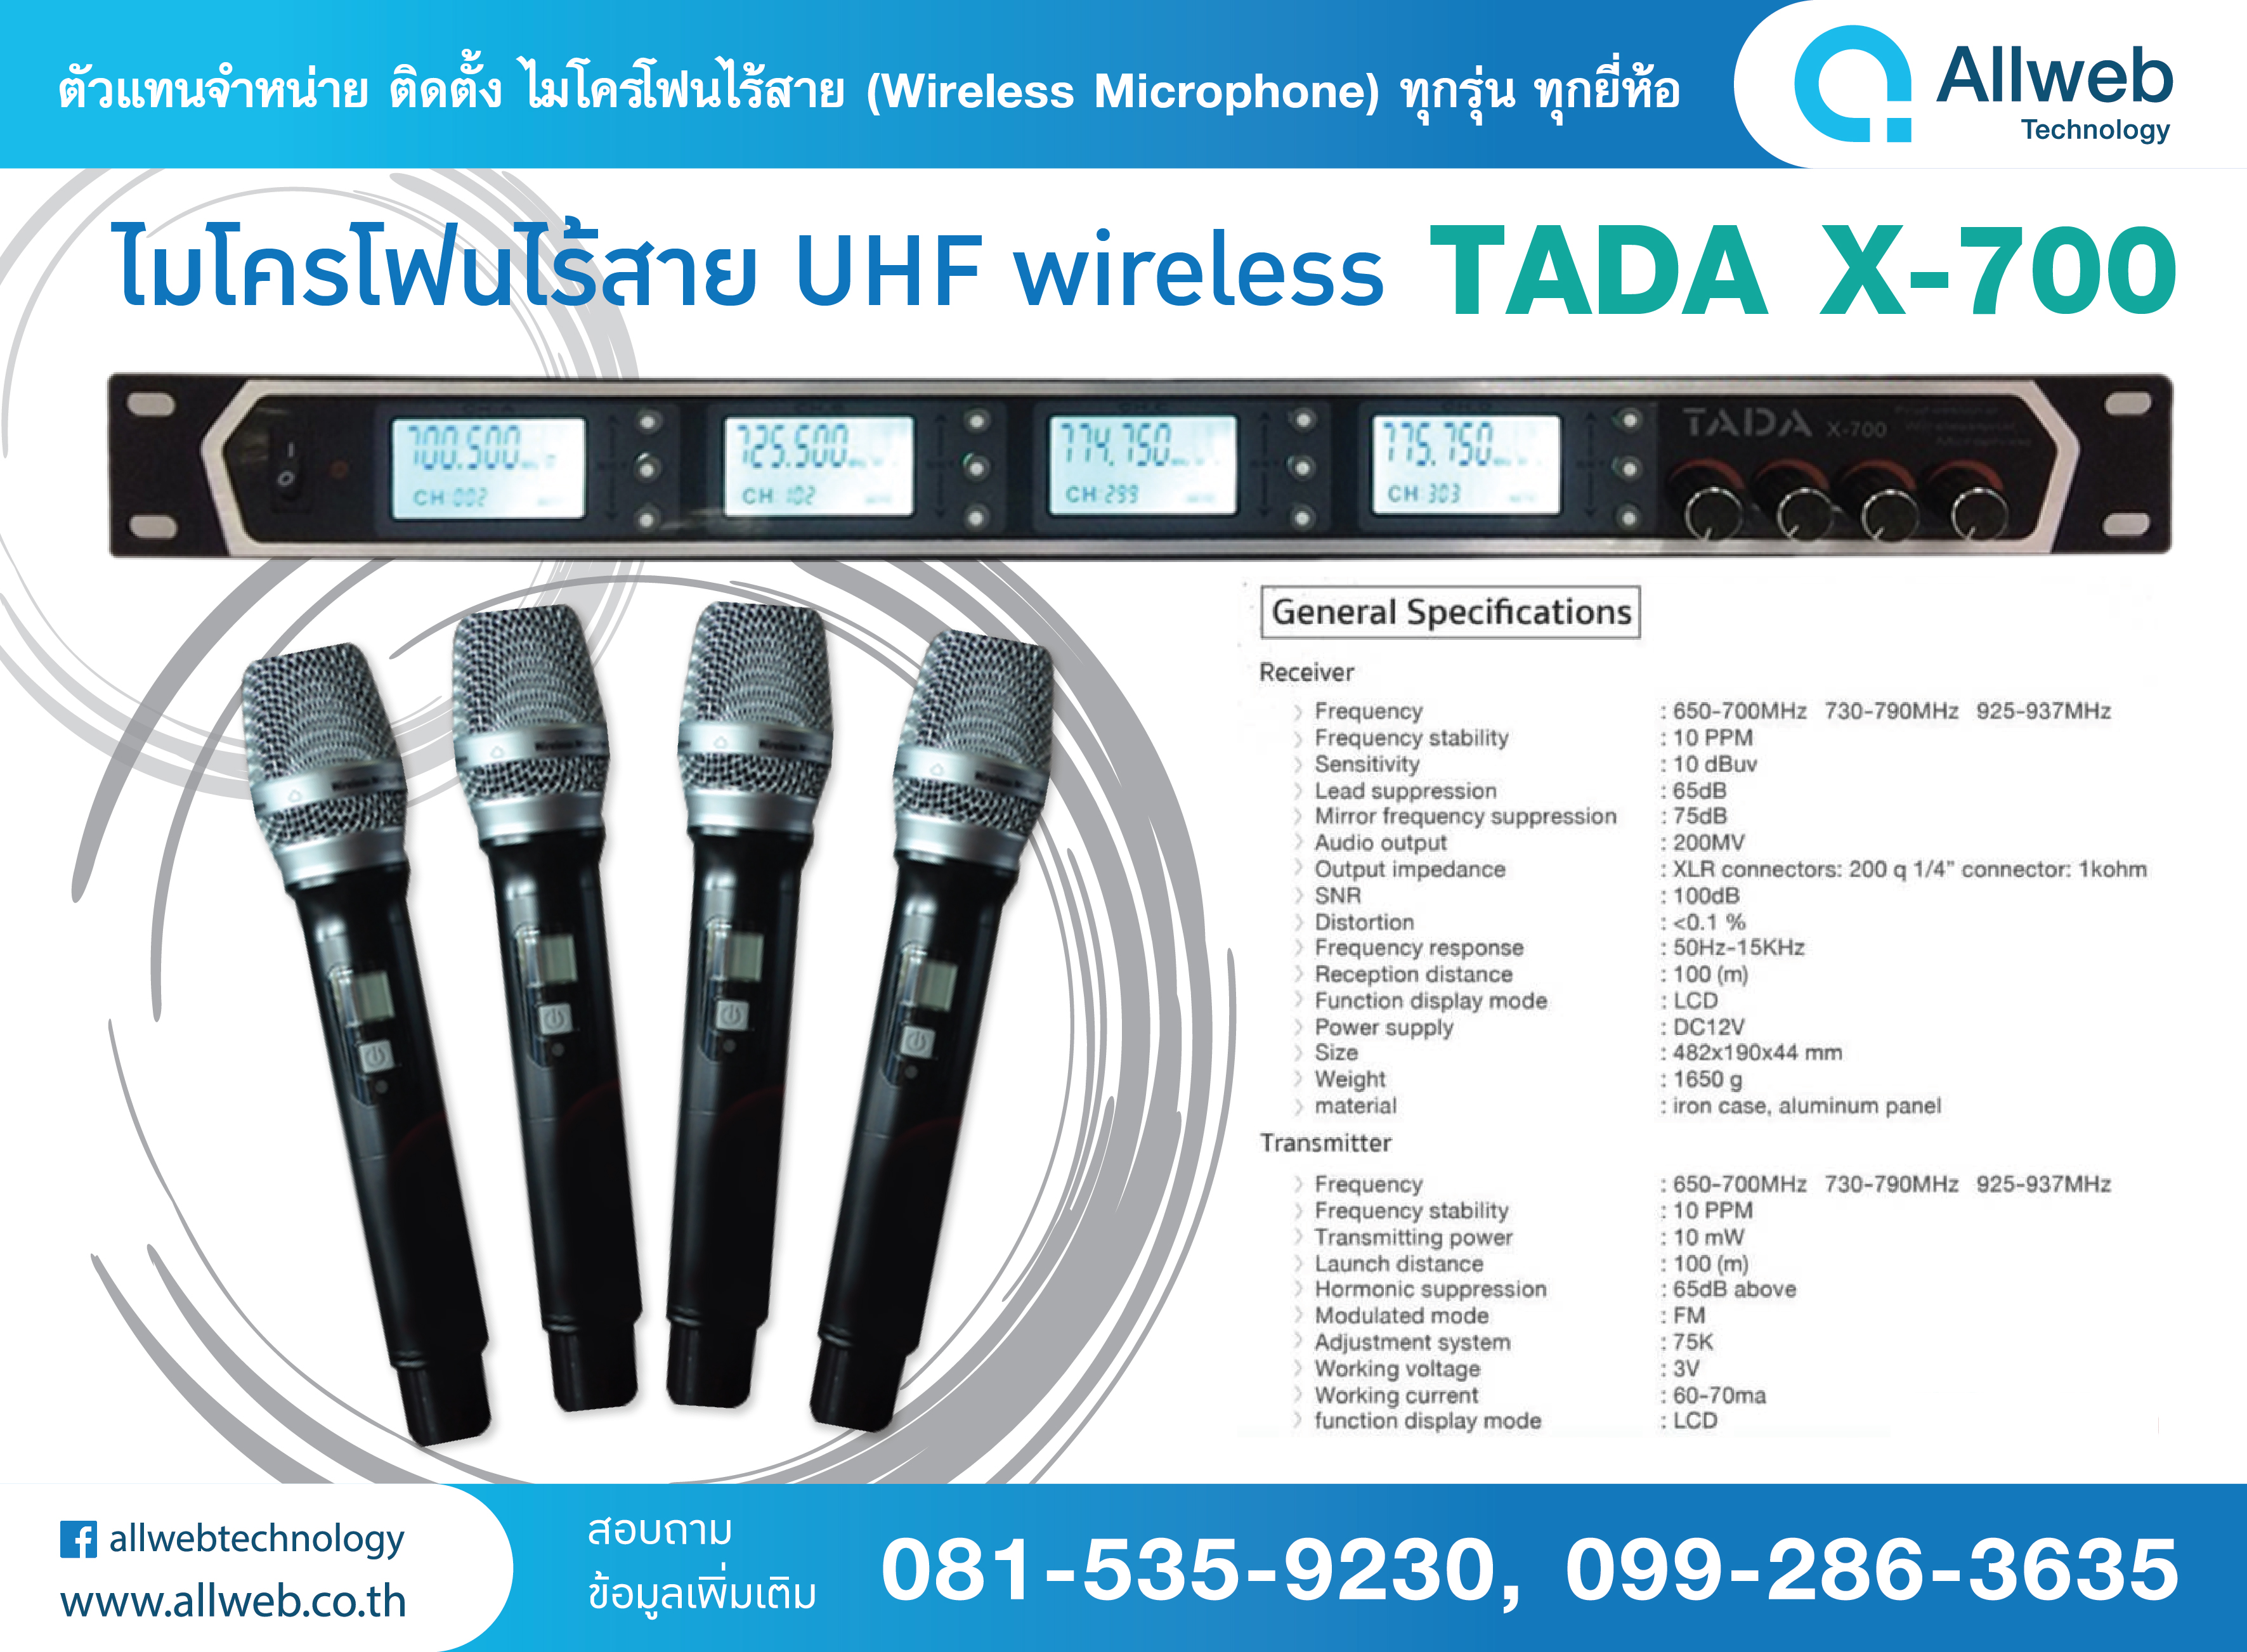 ตัวแทนจำหน่าย ติดตั้ง ไมโครโฟนไร้สาย (Wireless Microphone) ทุกรุ่น ทุกยี่ห้อ
Allweb
Technology
ไมโครโฟนไร้สาย UHF wireless TADA X-700
700.500
CH:002
725.500
CH:102
774.750
CH:299
775.750
CH:303
TADA X-700
General Specifications
Receiver
Frequency : 650-700MHz 730-790MHz 925-937MHz
Frequency stability : 10 PPM
Sensitivity : 10 dBuv
Lead suppression : 65dB
Mirror frequency suppression : 75dB
Audio output : 200MV
Output impedance : XLR connectors: 200 q 1/4" connector: 1kohm
SNR : 100dB
Distortion : <0.1 %
Frequency response : 50Hz-15KHz
Reception distance : 100 (m)
Function display mode : LCD
Power supply : DC12V
Size : 482x190x44 mm
Weight : 1650 g
material : iron case, aluminum panel
Transmitter
Frequency : 650-700MHz 730-790MHz 925-937MHz
Frequency stability : 10 PPM
Transmitting power : 10 mW
Launch distance : 100 (m)
Hormonic suppression : 65dB above
Modulated mode : FM
Adjustment system : 75K
Working voltage : 3V
Working current : 60-70ma
function display mode : LCD
allwebtechnology
www.allweb.co.th
สอบถาม
ข้อมูลเพิ่มเติม
081-535-9230, 099-286-3635